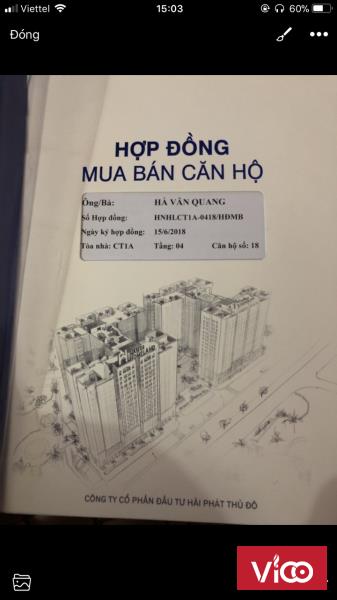 Viettel 15:03 60%
Đóng
HỢP ĐỒNG
MUA BÁN CĂN HỘ
Ông/Bà: HÀ VĂN QUANG
Số Hợp đồng: HNHLCT1A-0418/HĐMB
Ngày ký hợp đồng: 15/6/2018
Tòa nhà: CT1A Tầng: 04 Căn hộ số: 18
CÔNG TY CỔ PHẦN ĐẦU TƯ HẢI PHÁT THỦ ĐÔ
Vico